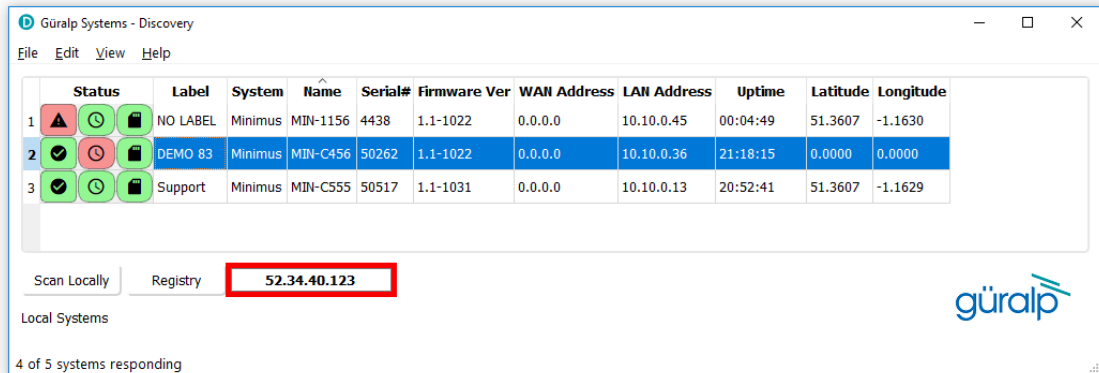 Güralp Systems - Discovery
File Edit View Help
Status Label System Name Serial# Firmware Ver WAN Address LAN Address Uptime Latitude Longitude
1 NO LABEL Minimus MIN-1156 4438 1.1-1022 0.0.0.0 10.10.0.45 00:04:49 51.3607 -1.1630
2 DEMO 83 Minimus MIN-C456 50262 1.1-1022 0.0.0.0 10.10.0.36 21:18:15 0.0000 0.0000
3 Support Minimus MIN-C555 50517 1.1-1031 0.0.0.0 10.10.0.13 20:52:41 51.3607 -1.1629
Scan Locally Registry 52.34.40.123
güralp
Local Systems
4 of 5 systems responding